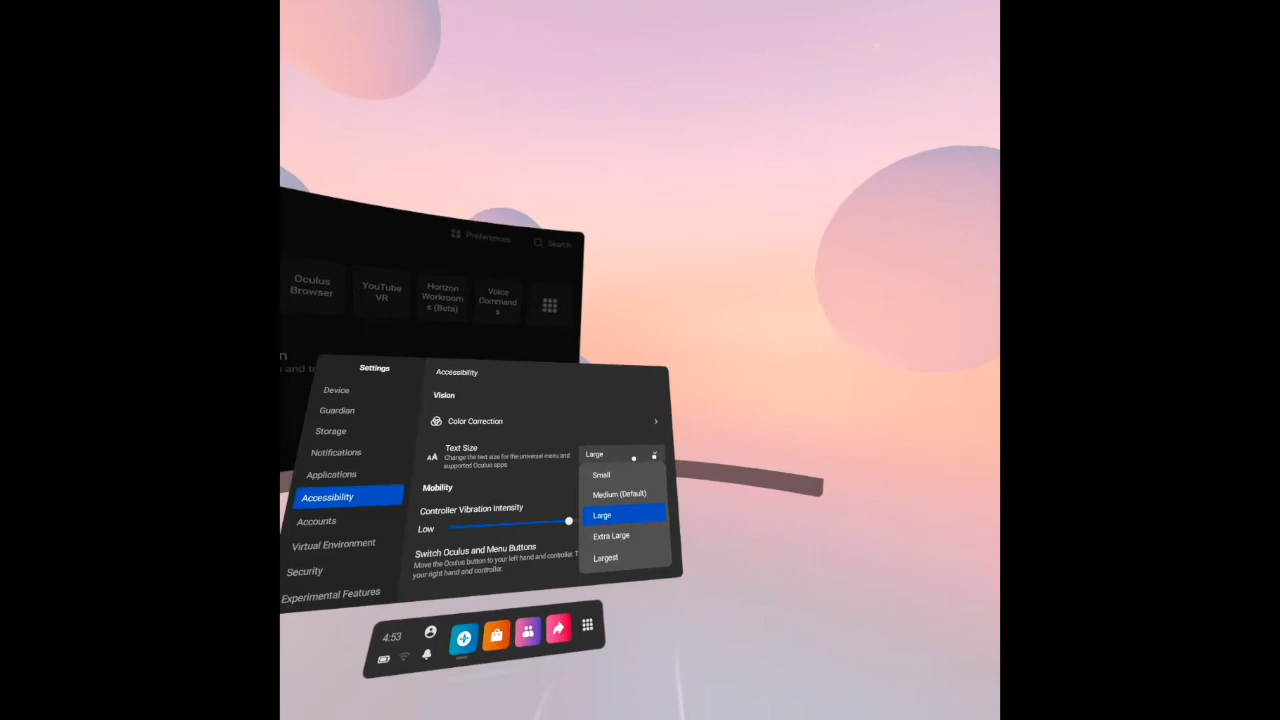 Preferences
Search
Oculus
Browser
YouTube
VR
Horizon
Workroom
s (Beta)
Voice
Command
s
n
and te
Settings
Device
Guardian
Storage
Notifications
Applications
Accessibility
Accounts
Virtual Environment
Security
Experimental Features
Accessibility
Vision
Color Correction
AA
Text Size
Change the text size for the universal menu and
supported Oculus apps
Large
Small
Medium (Default)
Large
Extra Large
Largest
Mobility
Controller Vibration Intensity
Low
Switch Oculus and Menu Buttons
Move the Oculus button to your left hand and controller. T
your right hand and controller.
4:53